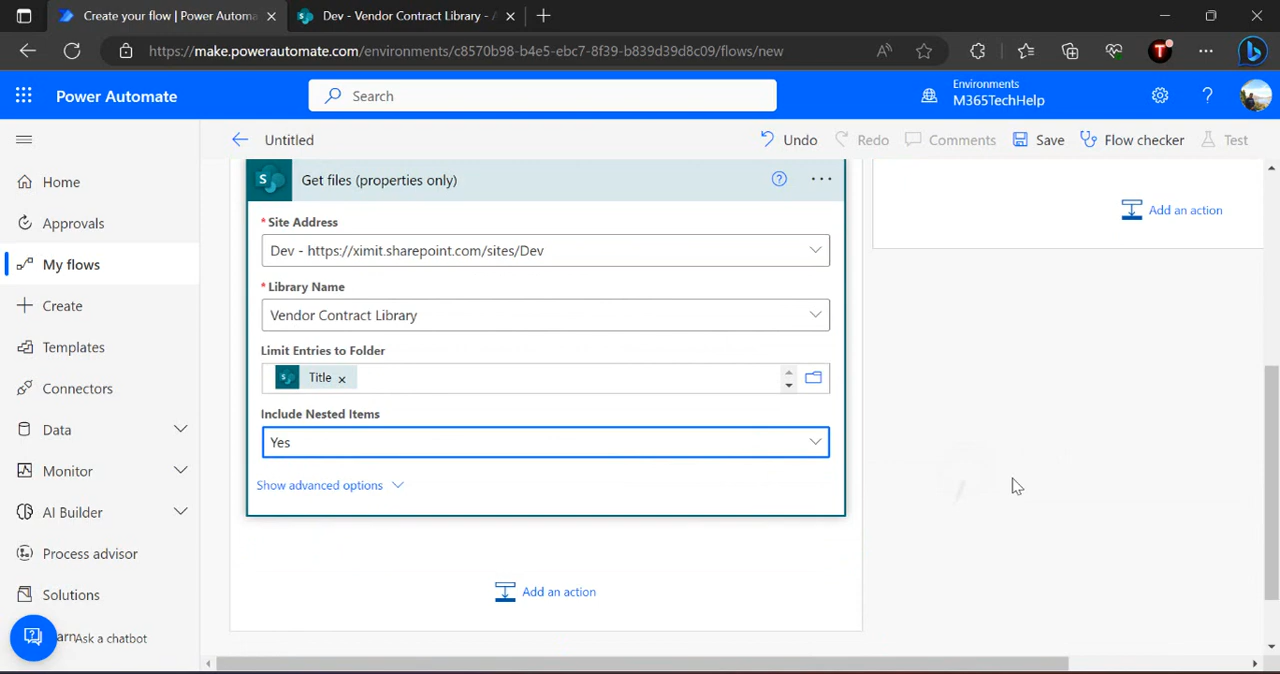 Create your flow | Power Automa
Dev - Vendor Contract Library - /
https://make.powerautomate.com/environments/c8570b98-b4e5-ebc7-8f39-b839d39d8c09/flows/new
T
Power Automate
Search
Environments
M365TechHelp
Untitled
Undo
Redo
Comments
Save
Flow checker
Test
Home
Approvals
My flows
Create
Templates
Connectors
Data
Monitor
AI Builder
Process advisor
Solutions
earn
Ask a chatbot
S
Get files (properties only)
* Site Address
Dev - https://ximit.sharepoint.com/sites/Dev
* Library Name
Vendor Contract Library
Limit Entries to Folder
Title
Include Nested Items
Yes
Show advanced options
Add an action
Add an action